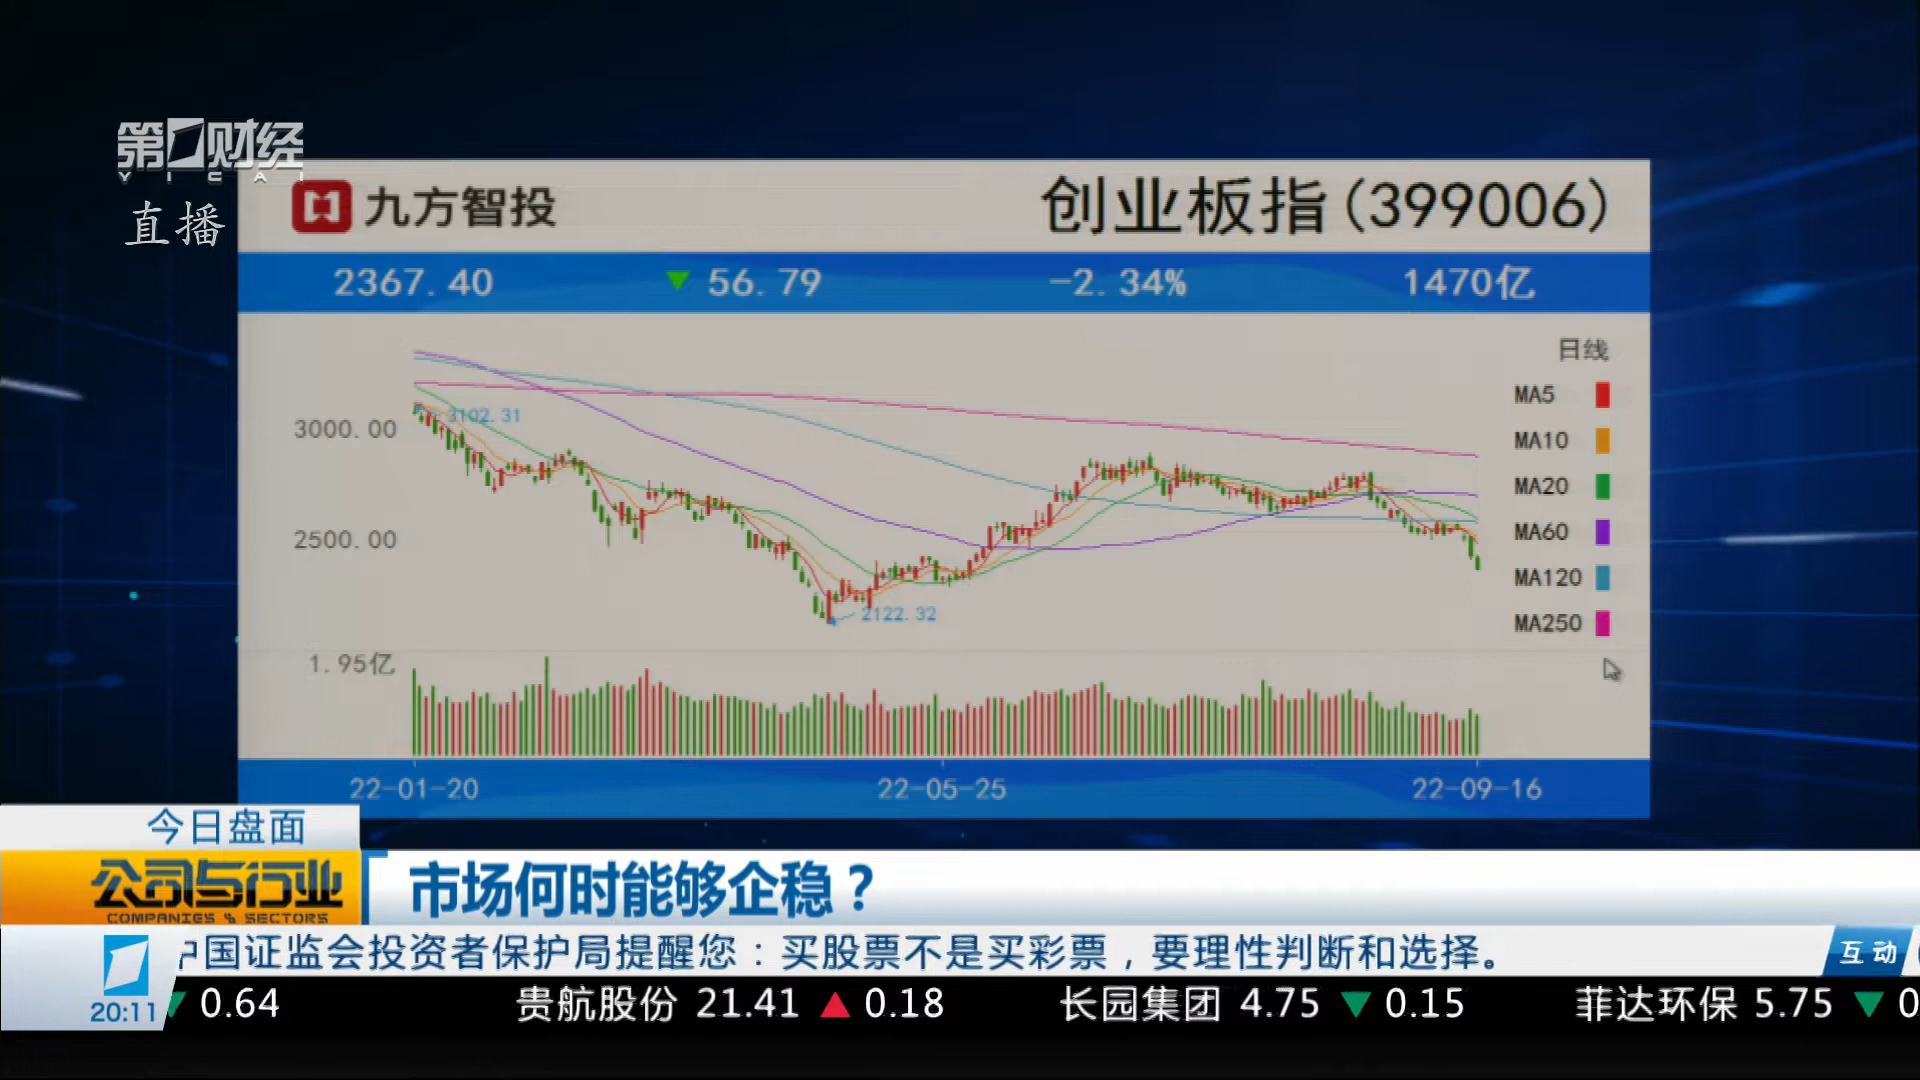 第一财经
YICAI
直播
九方智投
创业板指(399006)
2367.40 ▼ 56.79 -2.34% 1470亿
日线
MA5
MA10
MA20
MA60
MA120
MA250
3000.00
3102.31
2500.00
2122.32
1.95亿
22-01-20 22-05-25 22-09-16
今日盘面
公司与行业
COMPANIES & SECTORS
市场何时能够企稳？
中国证监会投资者保护局提醒您：买股票不是买彩票，要理性判断和选择。
互动
20:11
▼ 0.64 贵航股份 21.41 ▲ 0.18 长园集团 4.75 ▼ 0.15 菲达环保 5.75 ▼ 0